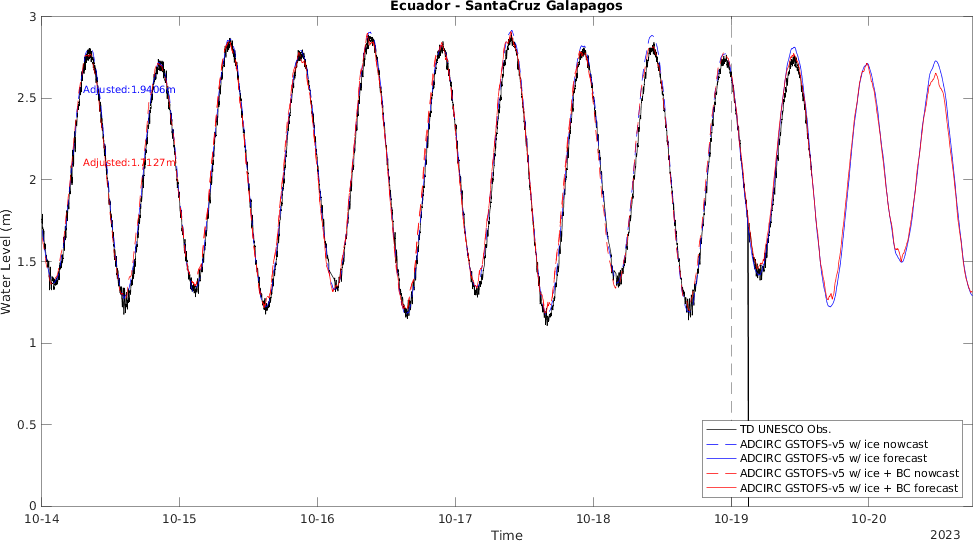 Ecuador - SantaCruz Galapagos
3
2.5
2
1.5
1
0.5
0
Water Level (m)
Adjusted:1.9406m
Adjusted:1.7127m
TD UNESCO Obs.
ADCIRC GSTOFS-v5 w/ ice nowcast
ADCIRC GSTOFS-v5 w/ ice forecast
ADCIRC GSTOFS-v5 w/ ice + BC nowcast
ADCIRC GSTOFS-v5 w/ ice + BC forecast
10-14 10-15 10-16 10-17 10-18 10-19 10-20
Time
2023